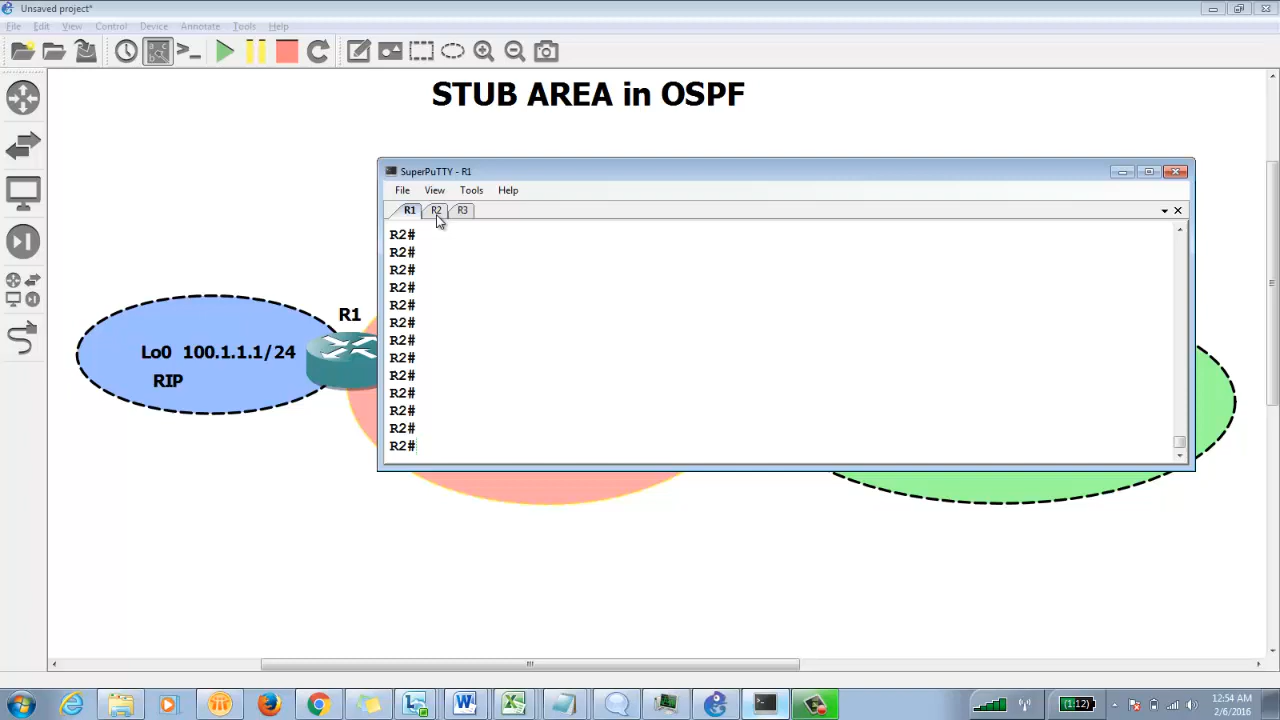 Unsaved project*
File Edit View Control Device Annotate Tools Help
STUB AREA in OSPF
SuperPuTTY - R1
File View Tools Help
R1 R2 R3
R2#
R2#
R2#
R2#
R2#
R2#
R2#
R2#
R2#
R2#
R2#
R2#
R2#
R1
Lo0 100.1.1.1/24
RIP
(1:12)
12:54 AM
2/6/2016